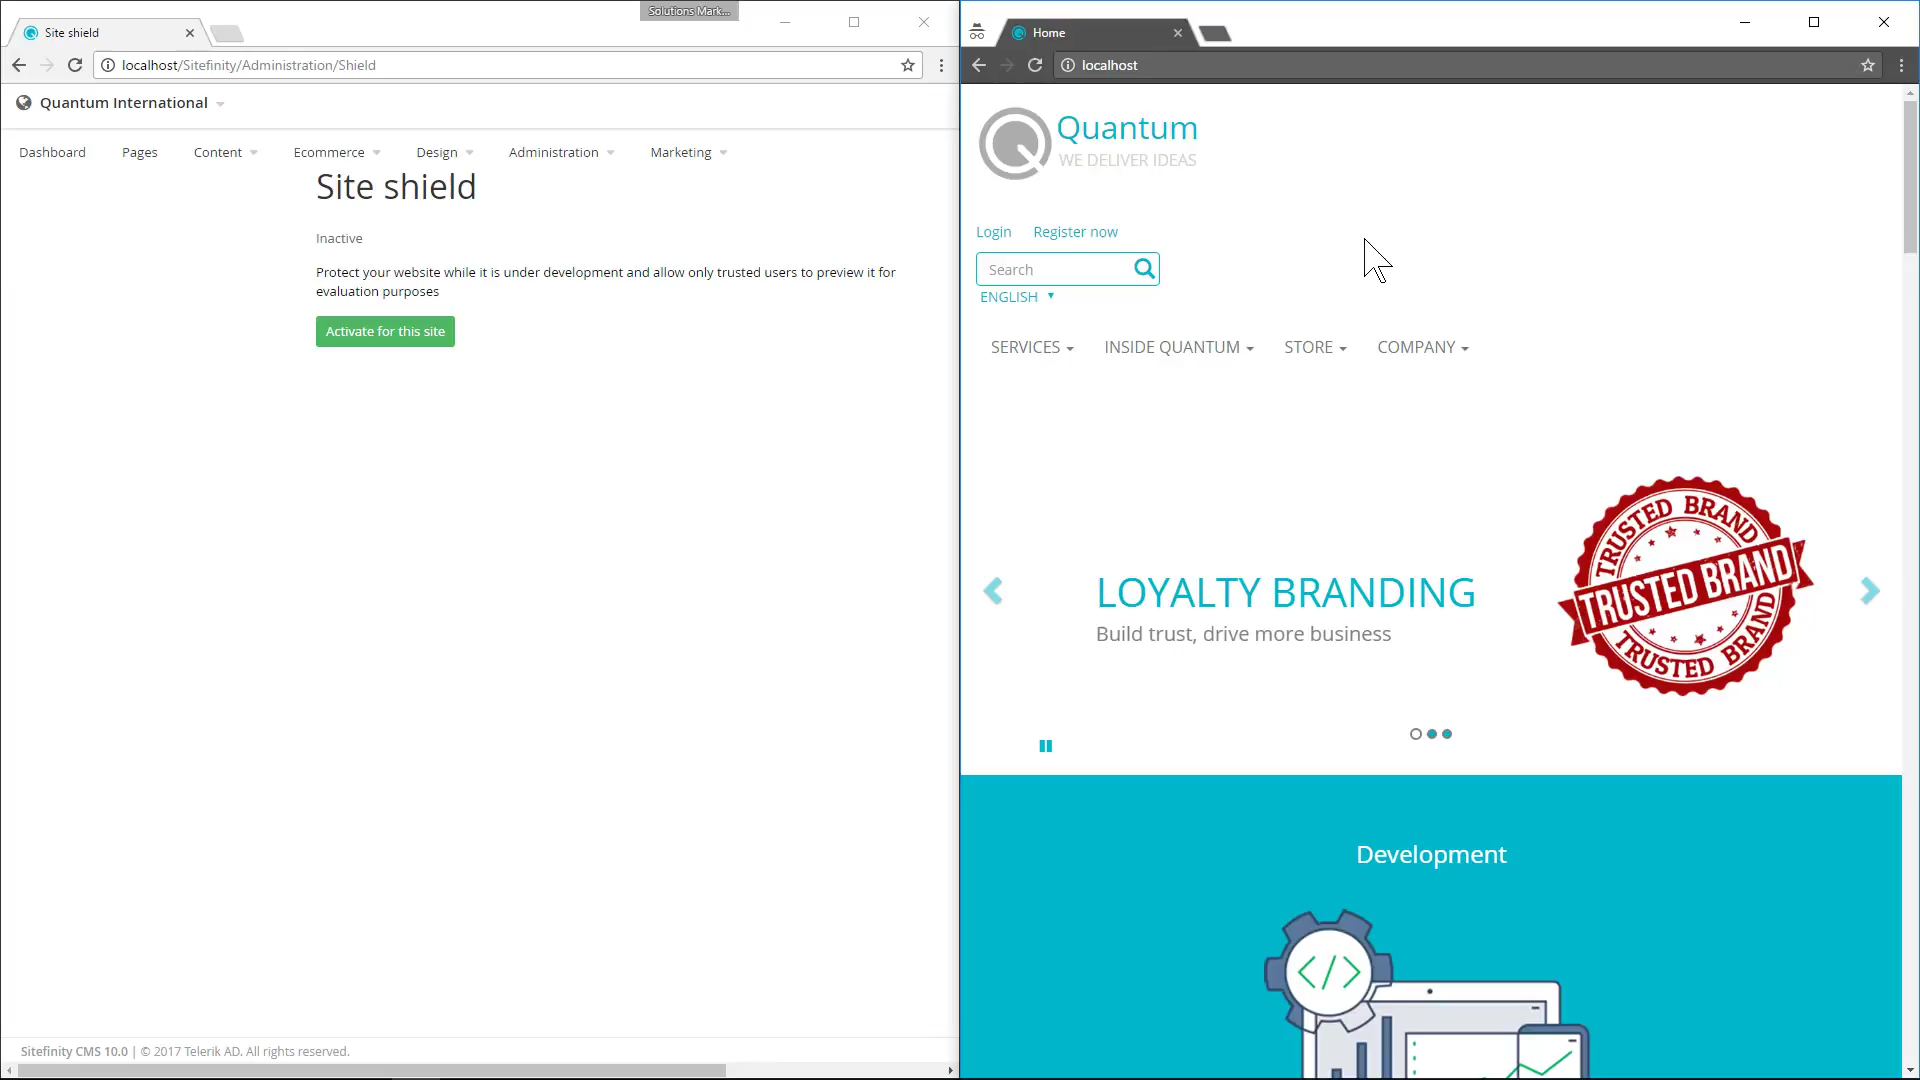 Solutions Mark...
Site shield
localhost/Sitefinity/Administration/Shield
Quantum International
Dashboard Pages Content Ecommerce Design Administration Marketing
Site shield
Inactive
Protect your website while it is under development and allow only trusted users to preview it for
evaluation purposes
Activate for this site
Sitefinity CMS 10.0 | © 2017 Telerik AD. All rights reserved.
Home
localhost
Quantum
WE DELIVER IDEAS
Login Register now
Search
ENGLISH
SERVICES INSIDE QUANTUM STORE COMPANY
LOYALTY BRANDING
Build trust, drive more business
TRUSTED BRAND
TRUSTED BRAND
TRUSTED BRAND
Development